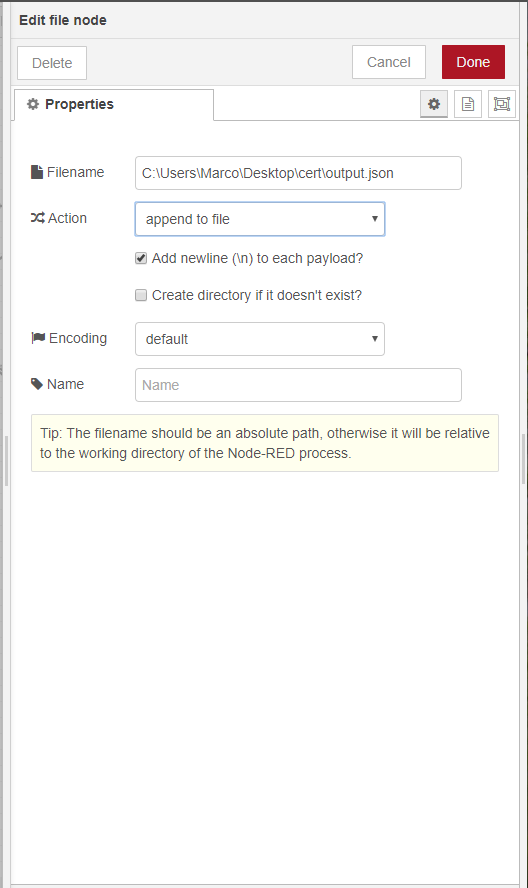 Edit file node
Delete
Cancel
Done
Properties
Filename
C:\Users\Marco\Desktop\cert\output.json
Action
append to file
Add newline (\n) to each payload?
Create directory if it doesn't exist?
Encoding
default
Name
Name
Tip: The filename should be an absolute path, otherwise it will be relative
to the working directory of the Node-RED process.